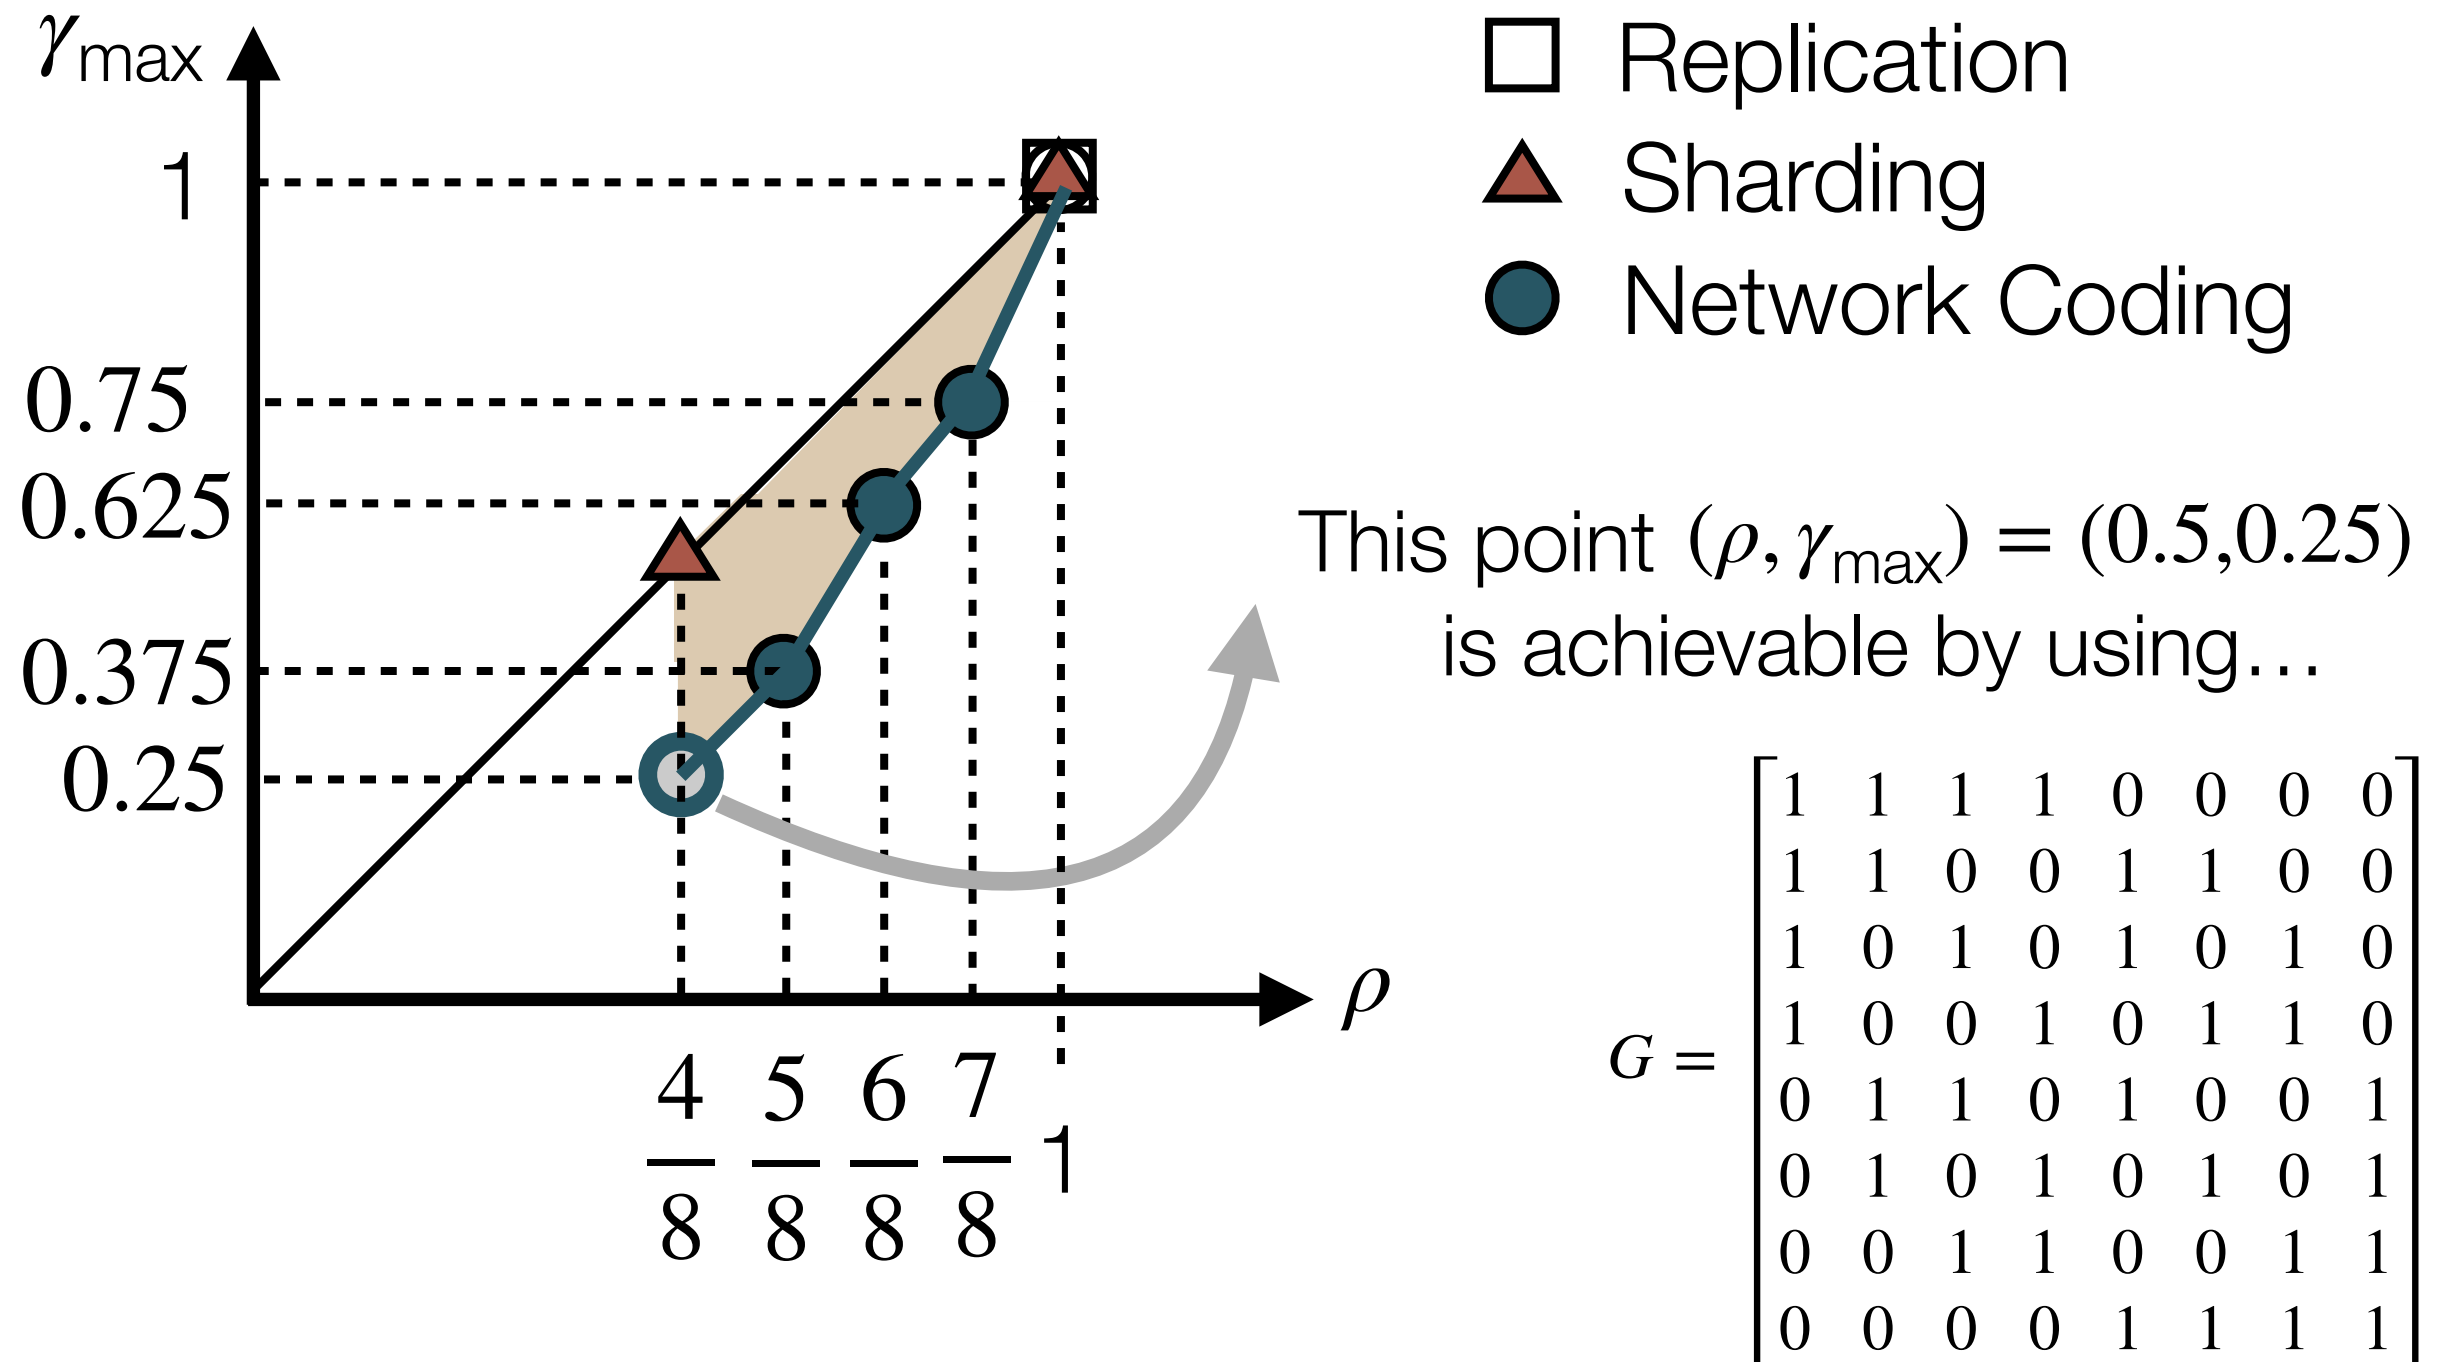 γmax
1
0.75
0.625
0.375
0.25
ρ
4/8 5/8 6/8 7/8 1
Replication
Sharding
Network Coding
This point (ρ, γmax) = (0.5,0.25)
is achievable by using…
G =
1 1 1 1 0 0 0 0
1 1 0 0 1 1 0 0
1 0 1 0 1 0 1 0
1 0 0 1 0 1 1 0
0 1 1 0 1 0 0 1
0 1 0 1 0 1 0 1
0 0 1 1 0 0 1 1
0 0 0 0 1 1 1 1